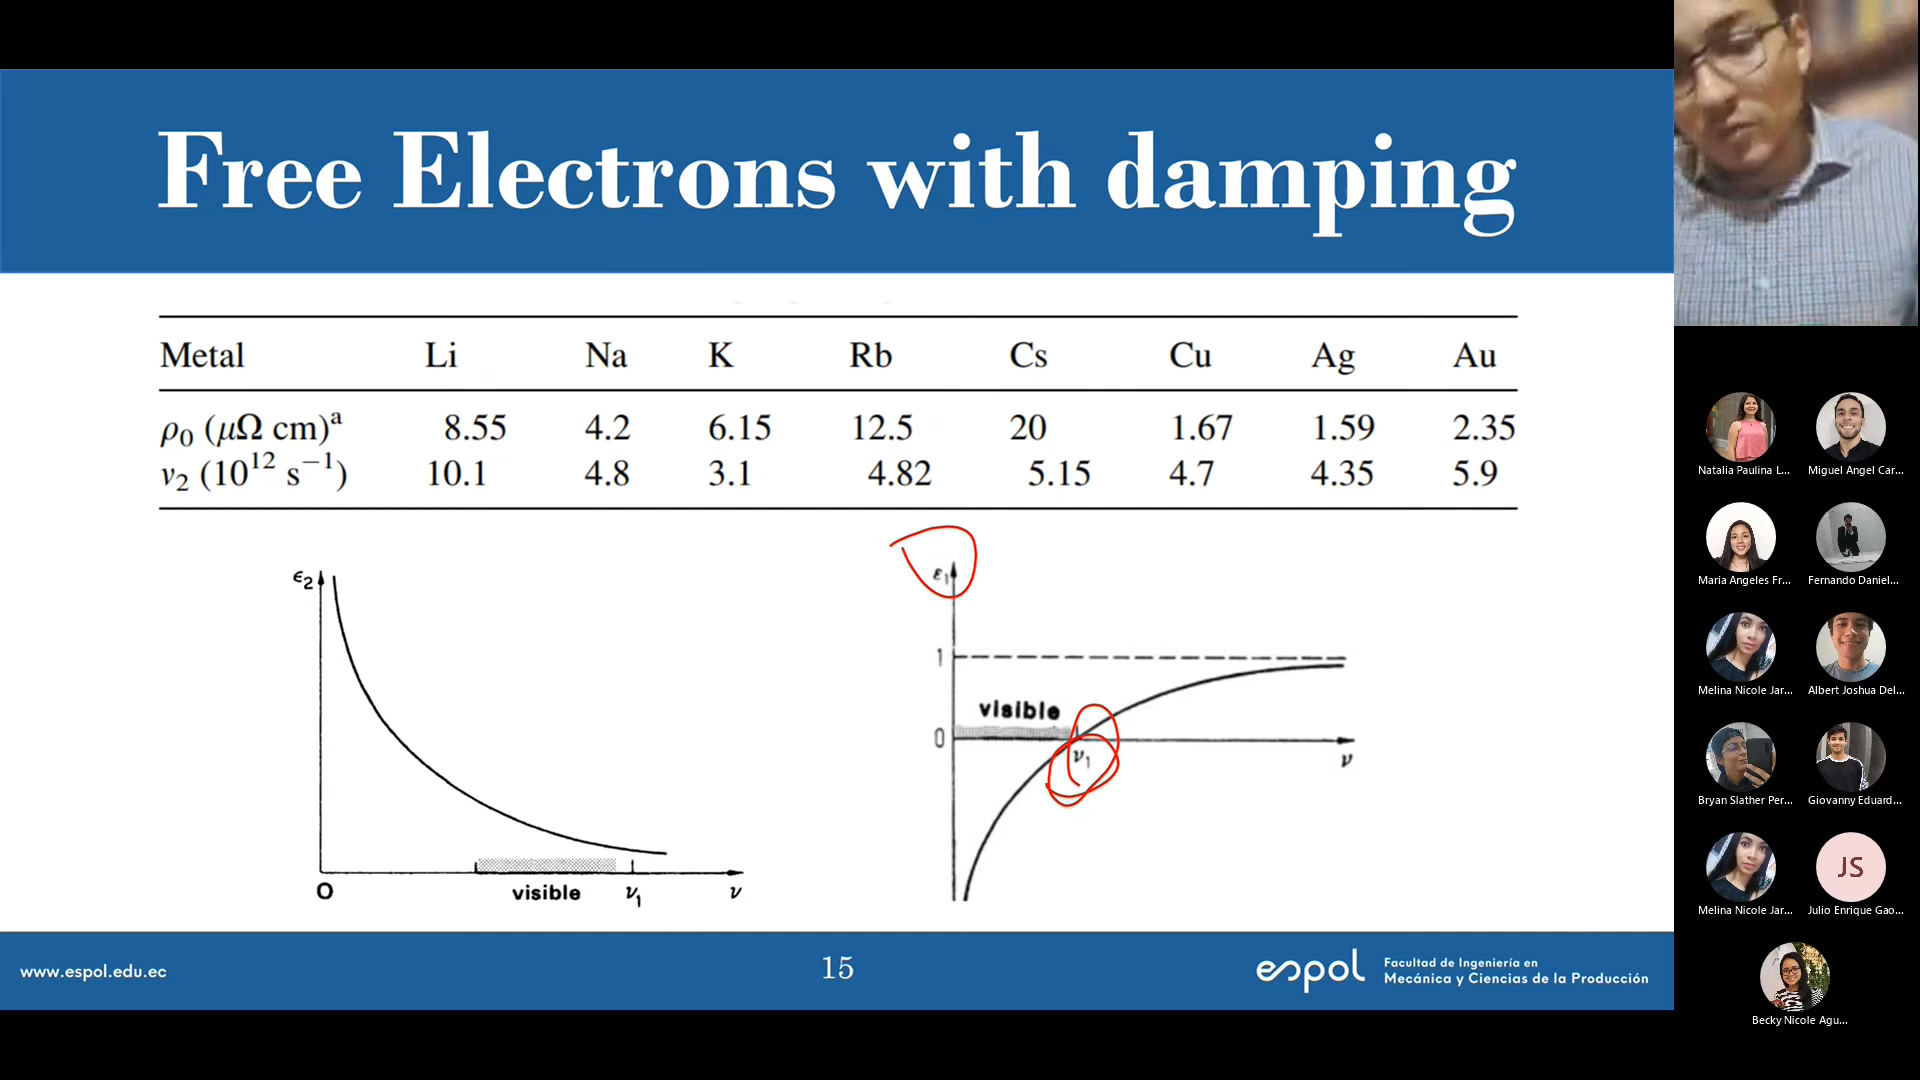 Free Electrons with damping
Metal Li Na K Rb Cs Cu Ag Au
ρ₀ (μΩ cm)ᵃ 8.55 4.2 6.15 12.5 20 1.67 1.59 2.35
ν₂ (10¹² s⁻¹) 10.1 4.8 3.1 4.82 5.15 4.7 4.35 5.9
ϵ₂
O
visible
ν₁
ν
ε₁
1
visible
0
ν₁
ν
www.espol.edu.ec
15
espol
Facultad de Ingeniería en
Mecánica y Ciencias de la Producción
Natalia Paulina L...
Miguel Angel Car...
Maria Angeles Fr...
Fernando Daniel...
Melina Nicole Jar...
Albert Joshua Del...
Bryan Slather Per...
Giovanny Eduard...
Melina Nicole Jar...
JS
Julio Enrique Gao...
Becky Nicole Agu...